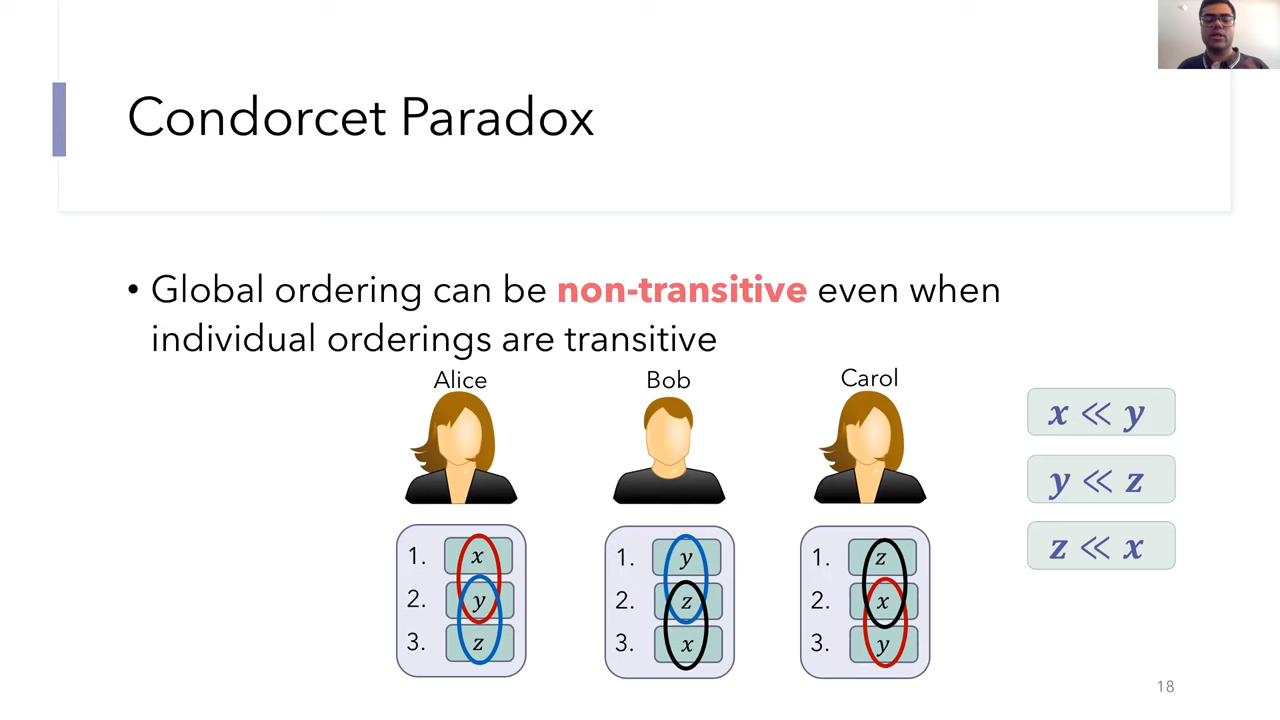 Condorcet Paradox
• Global ordering can be non-transitive even when
individual orderings are transitive
Alice
Bob
Carol
1. x
2. y
3. z
1. y
2. z
3. x
1. z
2. x
3. y
x ≪ y
y ≪ z
z ≪ x
18